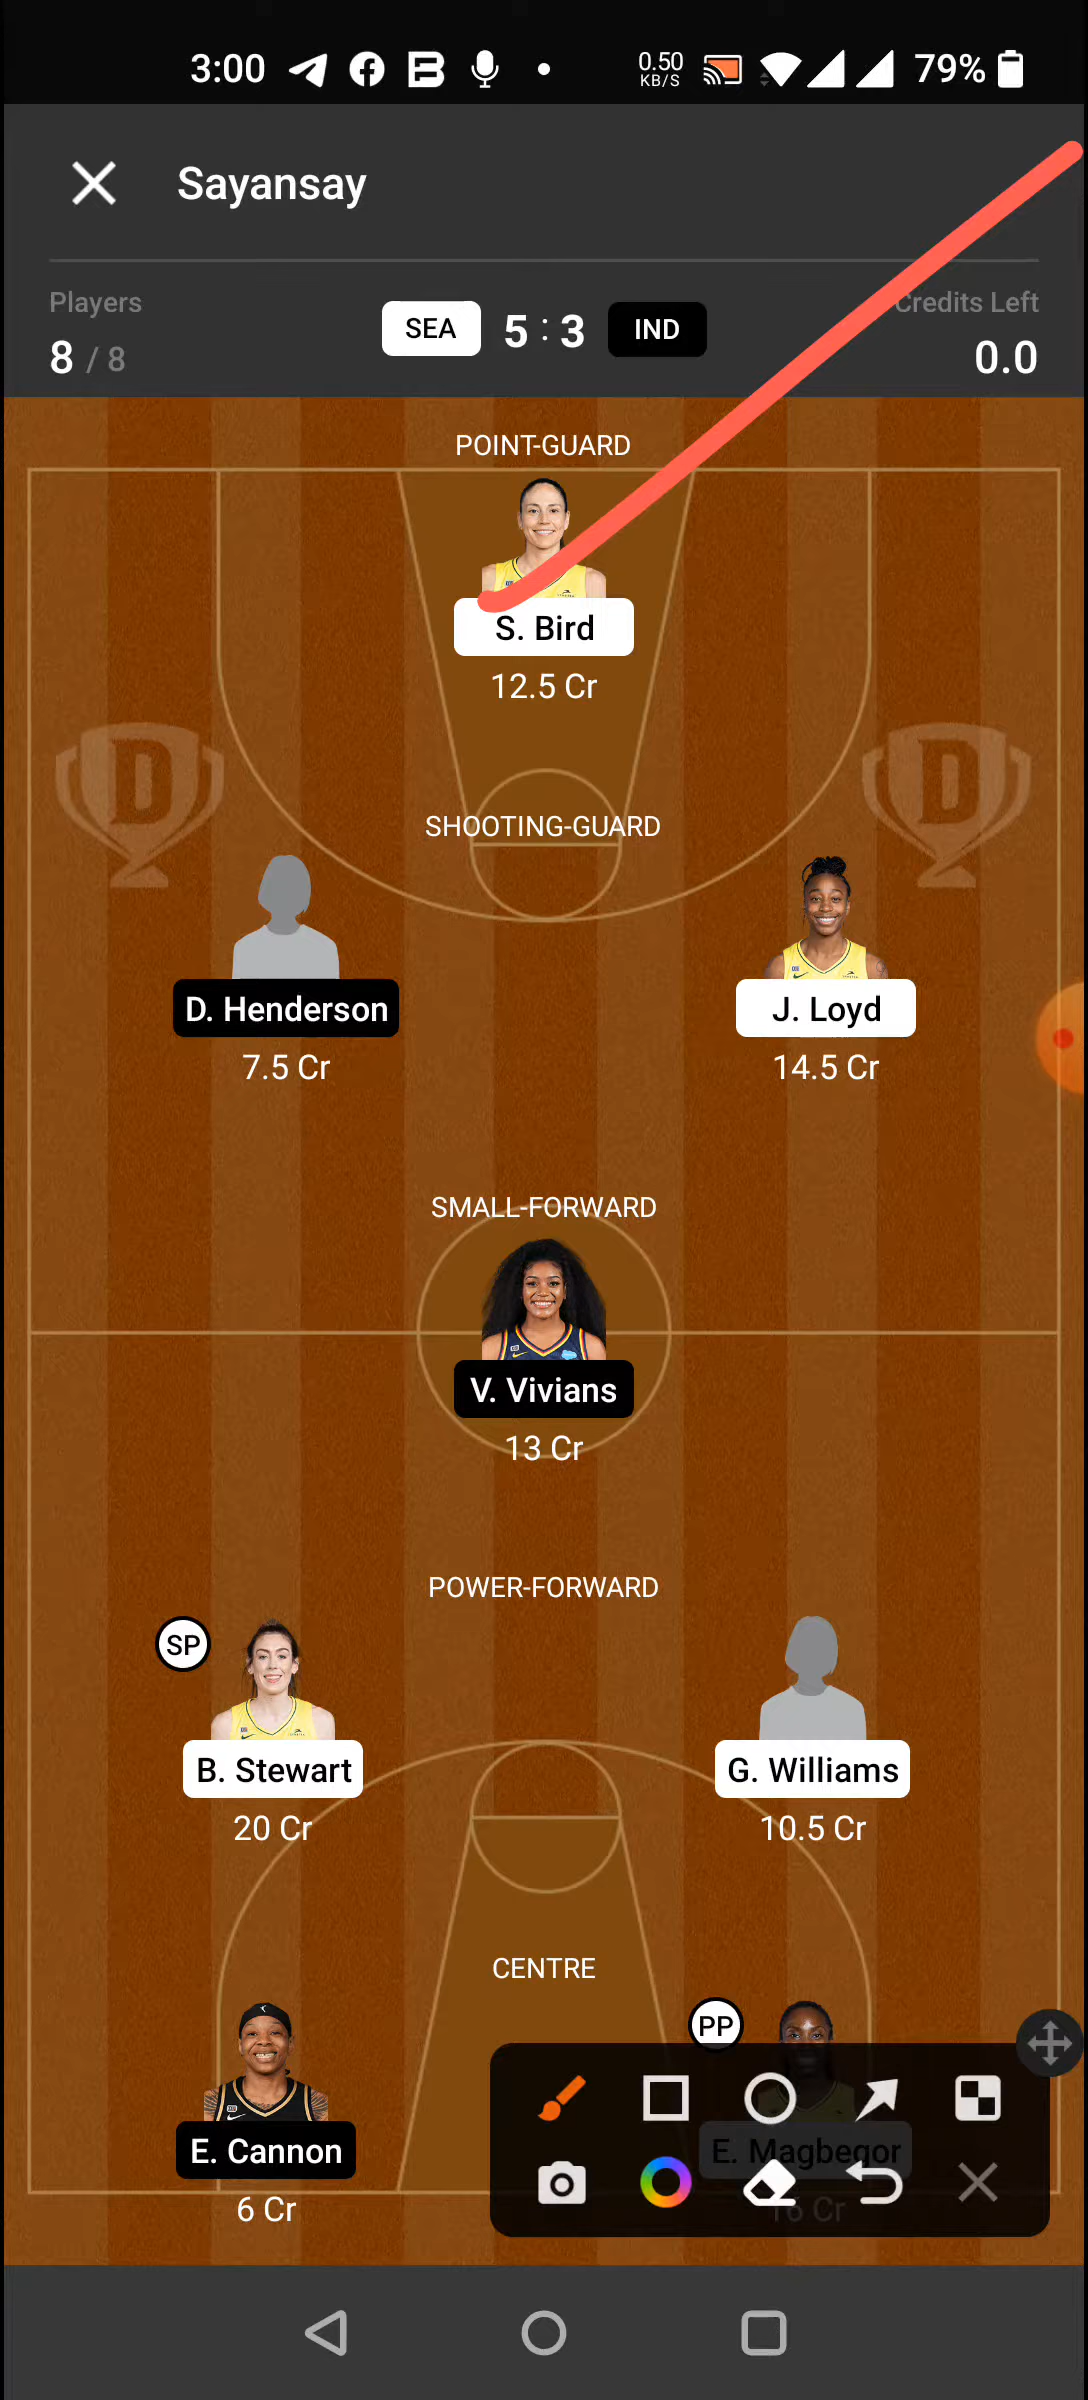 3:00 0.50 KB/S 79%
Sayansay
Players Credits Left
8 / 8 SEA 5 : 3 IND 0.0
POINT-GUARD
S. Bird
12.5 Cr
SHOOTING-GUARD
D. Henderson J. Loyd
7.5 Cr 14.5 Cr
SMALL-FORWARD
V. Vivians
13 Cr
POWER-FORWARD
SP
B. Stewart G. Williams
20 Cr 10.5 Cr
CENTRE
PP
E. Cannon E. Magbegor
6 Cr 16 Cr